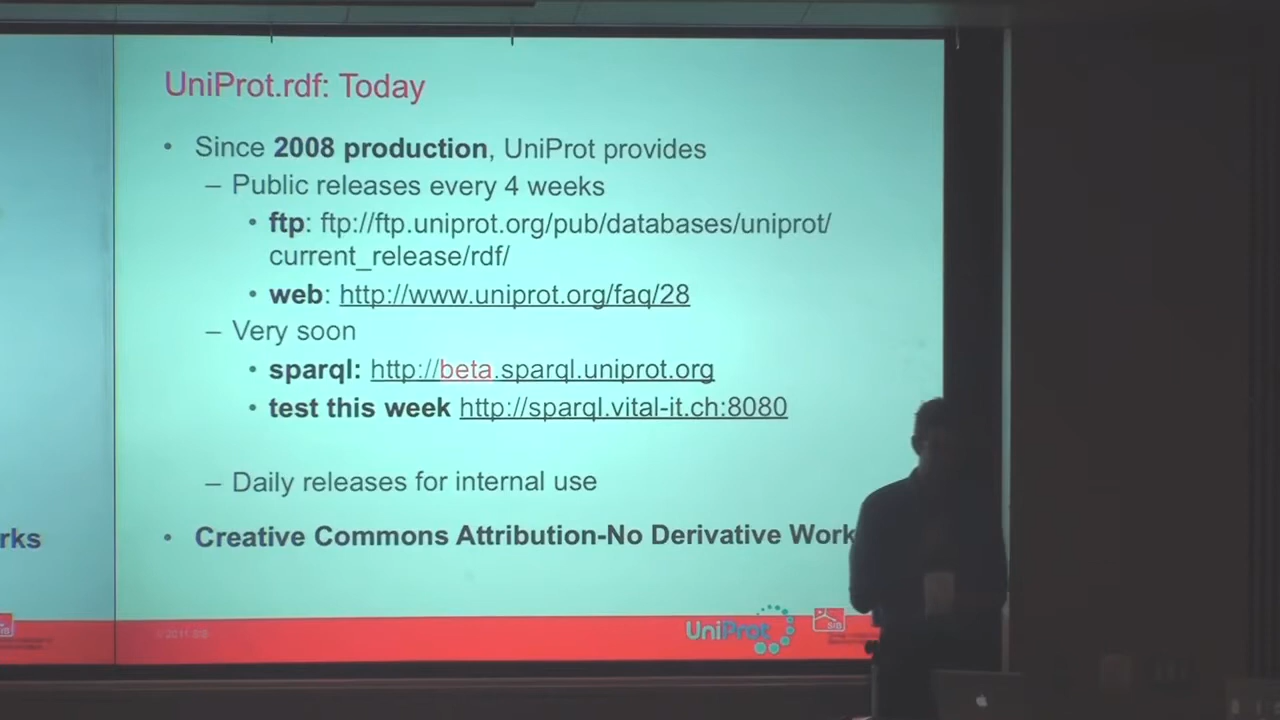 UniProt.rdf: Today
• Since 2008 production, UniProt provides
– Public releases every 4 weeks
• ftp: ftp://ftp.uniprot.org/pub/databases/uniprot/
current_release/rdf/
• web: http://www.uniprot.org/faq/28
– Very soon
• sparql: http://beta.sparql.uniprot.org
• test this week http://sparql.vital-it.ch:8080
– Daily releases for internal use
rks
• Creative Commons Attribution-No Derivative Work
UniProt
SIB